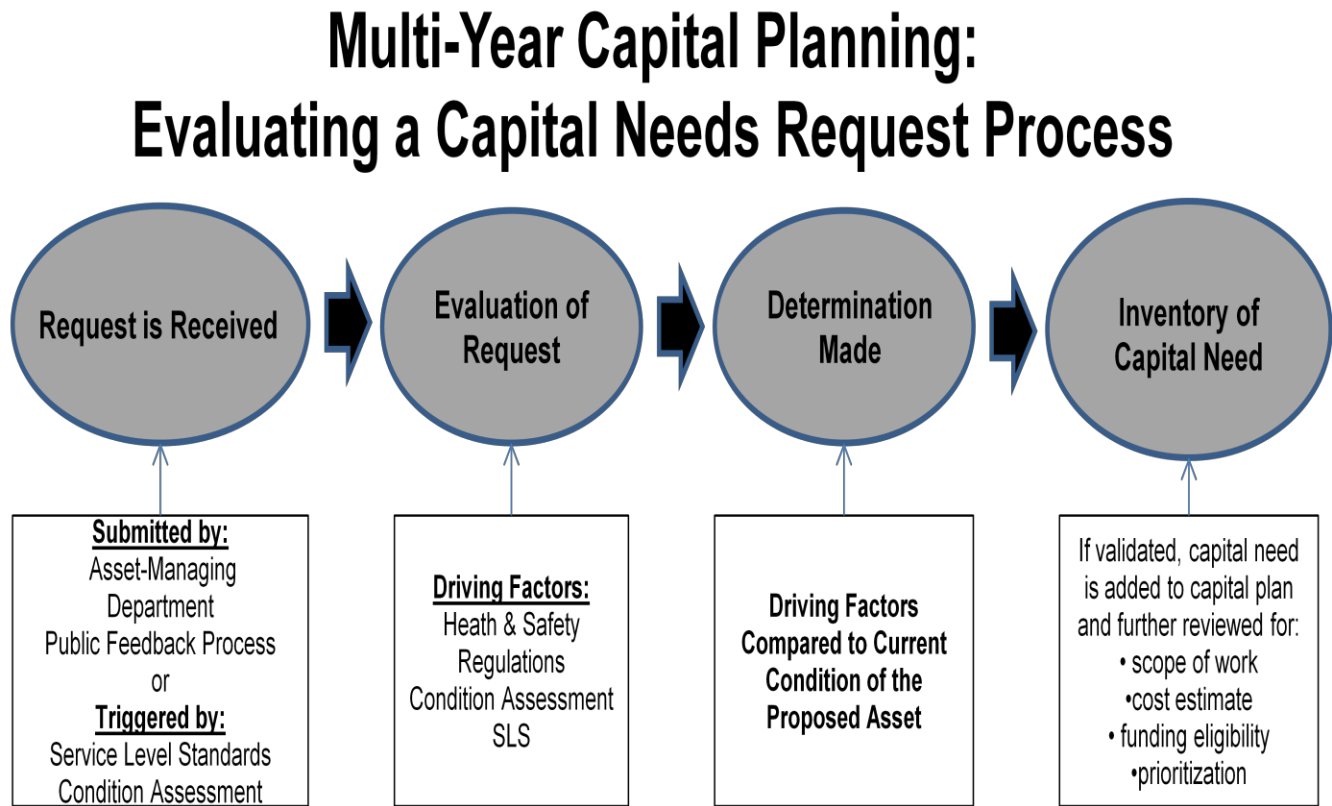 Multi-Year Capital Planning:
Evaluating a Capital Needs Request Process
Request is Received
Evaluation of
Request
Determination
Made
Inventory of
Capital Need
Submitted by:
Asset-Managing
Department
Public Feedback Process
or
Triggered by:
Service Level Standards
Condition Assessment
Driving Factors:
Heath & Safety
Regulations
Condition Assessment
SLS
Driving Factors
Compared to Current
Condition of the
Proposed Asset
If validated, capital need
is added to capital plan
and further reviewed for:
• scope of work
•cost estimate
• funding eligibility
•prioritization